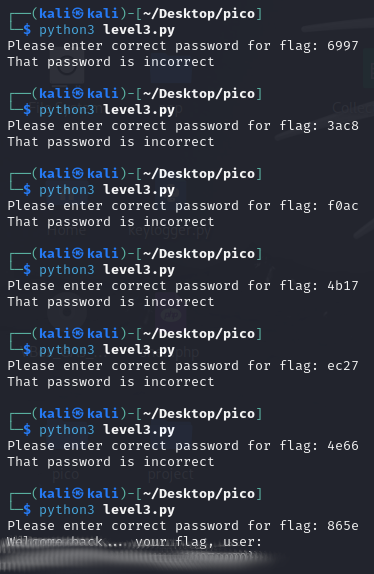 ┌──(kali㉿kali)-[~/Desktop/pico]
└─$ python3 level3.py
Please enter correct password for flag: 6997
That password is incorrect
┌──(kali㉿kali)-[~/Desktop/pico]
└─$ python3 level3.py
Please enter correct password for flag: 3ac8
That password is incorrect
┌──(kali㉿kali)-[~/Desktop/pico]
└─$ python3 level3.py
Please enter correct password for flag: f0ac
That password is incorrect
┌──(kali㉿kali)-[~/Desktop/pico]
└─$ python3 level3.py
Please enter correct password for flag: 4b17
That password is incorrect
┌──(kali㉿kali)-[~/Desktop/pico]
└─$ python3 level3.py
Please enter correct password for flag: ec27
That password is incorrect
┌──(kali㉿kali)-[~/Desktop/pico]
└─$ python3 level3.py
Please enter correct password for flag: 4e66
That password is incorrect
┌──(kali㉿kali)-[~/Desktop/pico]
└─$ python3 level3.py
Please enter correct password for flag: 865e
Welcome back... your flag, user: